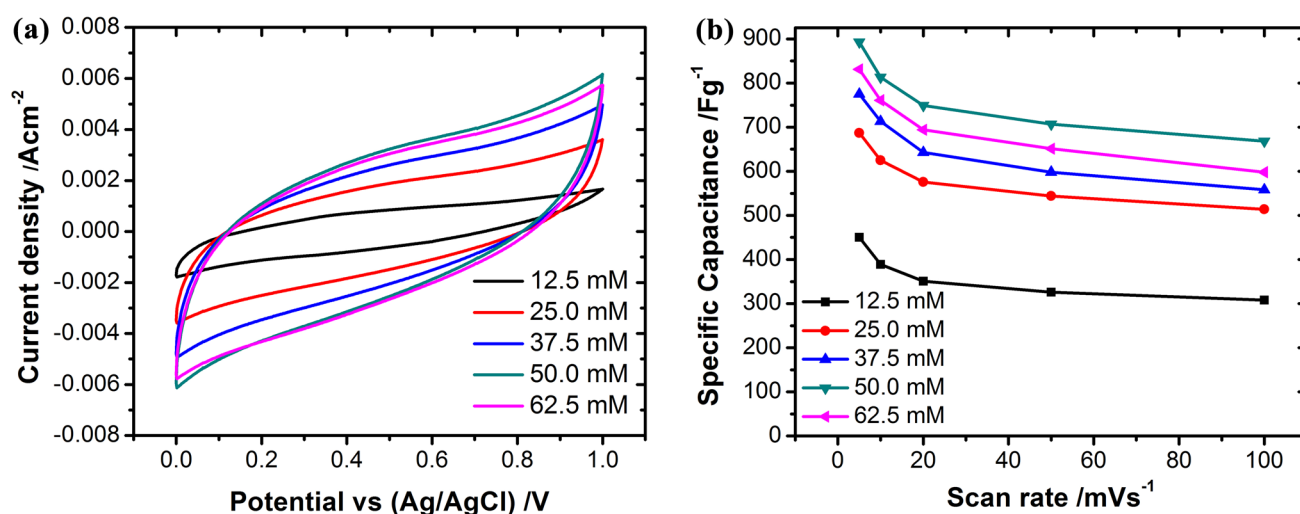 (a)
0.008
0.006
0.004
0.002
0.000
-0.002
-0.004
-0.006
-0.008
Current density /Acm⁻²
0.0 0.2 0.4 0.6 0.8 1.0
Potential vs (Ag/AgCl) /V
12.5 mM
25.0 mM
37.5 mM
50.0 mM
62.5 mM
(b)
900
800
700
600
500
400
300
200
100
0
Specific Capacitance /Fg⁻¹
0 20 40 60 80 100
Scan rate /mVs⁻¹
12.5 mM
25.0 mM
37.5 mM
50.0 mM
62.5 mM